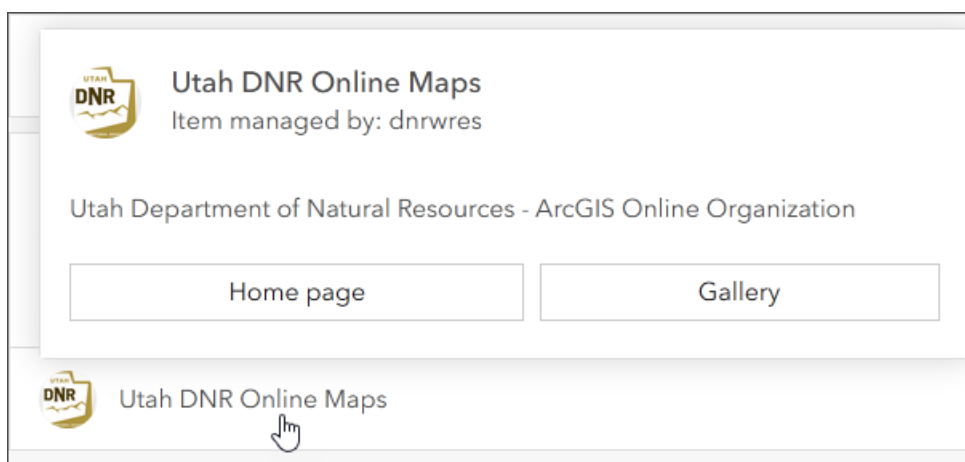 UTAH
DNR
Utah DNR Online Maps
Item managed by: dnrwres
Utah Department of Natural Resources - ArcGIS Online Organization
Home page
Gallery
UTAH
DNR
Utah DNR Online Maps